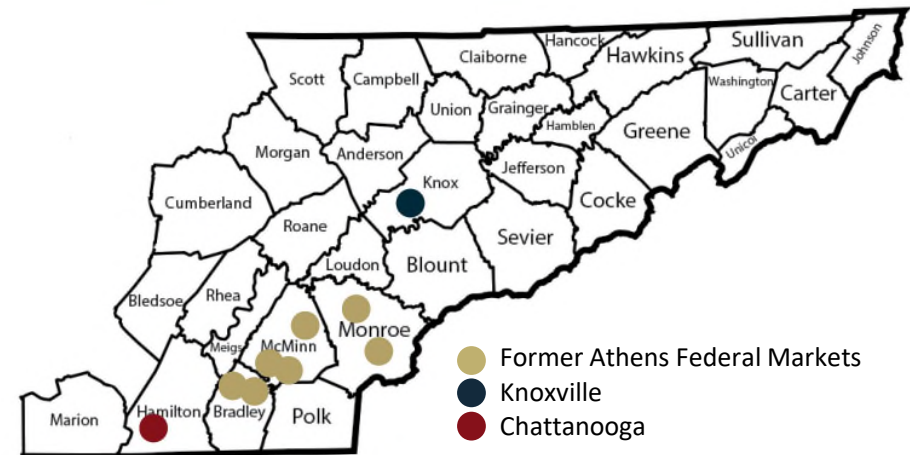 Hancock
Sullivan
Johnson
Claiborne
Hawkins
Scott
Campbell
Washington
Carter
Union
Grainger
Hamblen
Greene
Unicoi
Morgan
Anderson
Jefferson
Knox
Cocke
Cumberland
Roane
Sevier
Loudon
Blount
Bledsoe
Rhea
Monroe
Meigs
McMinn
Marion
Hamilton
Bradley
Polk
Former Athens Federal Markets
Knoxville
Chattanooga